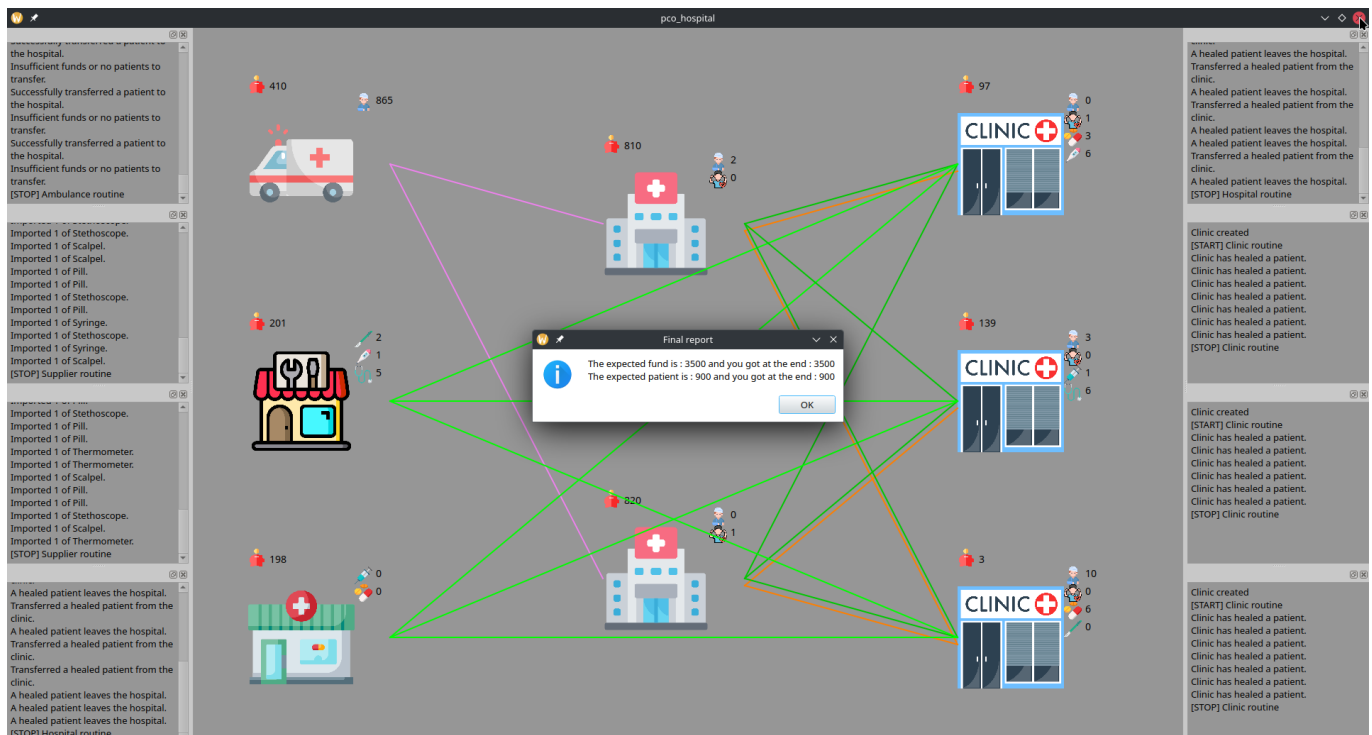 pco_hospital
Successfully transferred a patient to
the hospital.
Insufficient funds or no patients to
transfer.
Successfully transferred a patient to
the hospital.
Insufficient funds or no patients to
transfer.
Successfully transferred a patient to
the hospital.
Insufficient funds or no patients to
transfer.
[STOP] Ambulance routine
Imported 1 of Stethoscope.
Imported 1 of Scalpel.
Imported 1 of Scalpel.
Imported 1 of Pill.
Imported 1 of Pill.
Imported 1 of Stethoscope.
Imported 1 of Pill.
Imported 1 of Syringe.
Imported 1 of Stethoscope.
Imported 1 of Syringe.
Imported 1 of Scalpel.
[STOP] Supplier routine
Imported 1 of Stethoscope.
Imported 1 of Pill.
Imported 1 of Pill.
Imported 1 of Thermometer.
Imported 1 of Thermometer.
Imported 1 of Scalpel.
Imported 1 of Pill.
Imported 1 of Pill.
Imported 1 of Stethoscope.
Imported 1 of Scalpel.
Imported 1 of Thermometer.
[STOP] Supplier routine
clinic.
A healed patient leaves the hospital.
Transferred a healed patient from the
clinic.
A healed patient leaves the hospital.
Transferred a healed patient from the
clinic.
Transferred a healed patient from the
clinic.
A healed patient leaves the hospital.
A healed patient leaves the hospital.
A healed patient leaves the hospital.
[STOP] Hospital routine
410
865
201
2
1
5
198
0
0
810
2
0
820
0
1
Final report
The expected fund is : 3500 and you got at the end : 3500
The expected patient is : 900 and you got at the end : 900
OK
97
CLINIC
0
1
3
6
139
CLINIC
3
0
1
6
3
CLINIC
10
0
6
0
clinic.
A healed patient leaves the hospital.
Transferred a healed patient from the
clinic.
A healed patient leaves the hospital.
Transferred a healed patient from the
clinic.
A healed patient leaves the hospital.
A healed patient leaves the hospital.
Transferred a healed patient from the
clinic.
A healed patient leaves the hospital.
[STOP] Hospital routine
Clinic created
[START] Clinic routine
Clinic has healed a patient.
Clinic has healed a patient.
Clinic has healed a patient.
Clinic has healed a patient.
Clinic has healed a patient.
Clinic has healed a patient.
Clinic has healed a patient.
[STOP] Clinic routine
Clinic created
[START] Clinic routine
Clinic has healed a patient.
Clinic has healed a patient.
Clinic has healed a patient.
Clinic has healed a patient.
Clinic has healed a patient.
Clinic has healed a patient.
[STOP] Clinic routine
Clinic created
[START] Clinic routine
Clinic has healed a patient.
Clinic has healed a patient.
Clinic has healed a patient.
Clinic has healed a patient.
Clinic has healed a patient.
Clinic has healed a patient.
Clinic has healed a patient.
[STOP] Clinic routine